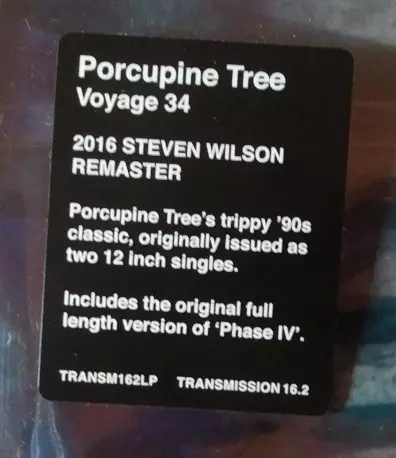 Porcupine Tree
Voyage 34
2016 STEVEN WILSON
REMASTER
Porcupine Tree's trippy '90s
classic, originally issued as
two 12 inch singles.
Includes the original full
length version of 'Phase IV'.
TRANSM162LP TRANSMISSION 16.2